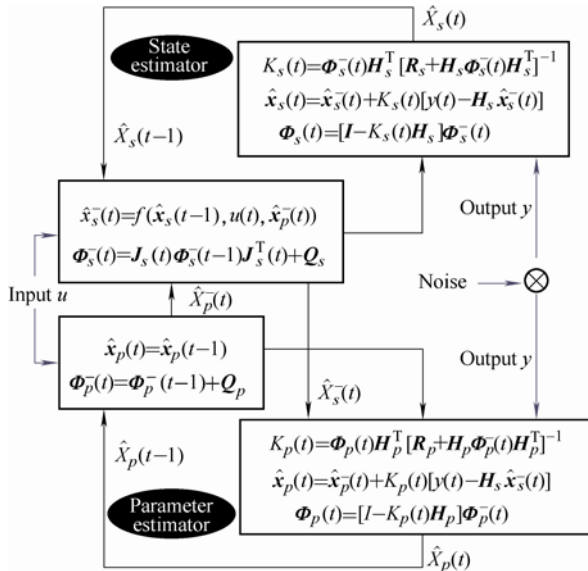 X̂ₛ(t)
State
estimator
Kₛ(t)=Φₛ⁻(t)Hₛᵀ[Rₛ+HₛΦₛ⁻(t)Hₛᵀ]⁻¹
x̂ₛ(t)=x̂ₛ⁻(t)+Kₛ(t)[y(t)−Hₛx̂ₛ⁻(t)]
Φₛ(t)=[I−Kₛ(t)Hₛ]Φₛ⁻(t)
X̂ₛ(t−1)
x̂ₛ⁻(t)=f(x̂ₛ(t−1), u(t), x̂ₚ⁻(t))
Φₛ⁻(t)=Jₛ(t)Φₛ⁻(t−1)Jₛᵀ(t)+Qₛ
Output y
Noise
Input u
X̂ₚ⁻(t)
x̂ₚ(t)=x̂ₚ(t−1)
Φₚ⁻(t)=Φₚ⁻(t−1)+Qₚ
Output y
X̂ₛ⁻(t)
X̂ₚ(t−1)
Kₚ(t)=Φₚ(t)Hₚᵀ[Rₚ+HₚΦₚ⁻(t)Hₚᵀ]⁻¹
x̂ₚ(t)=x̂ₚ⁻(t)+Kₚ(t)[y(t)−Hₛx̂ₛ⁻(t)]
Φₚ(t)=[I−Kₚ(t)Hₚ]Φₚ⁻(t)
Parameter
estimator
X̂ₚ(t)